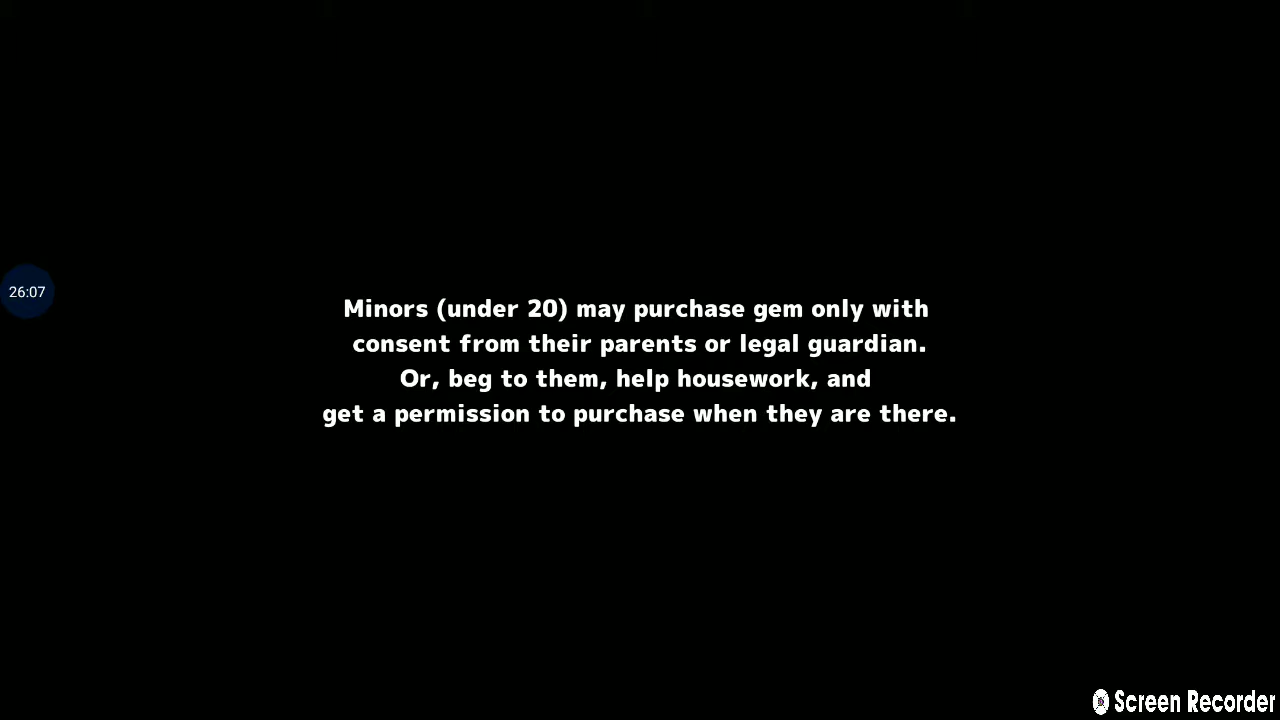 26:07
Minors (under 20) may purchase gem only with
consent from their parents or legal guardian.
Or, beg to them, help housework, and
get a permission to purchase when they are there.
Screen Recorder